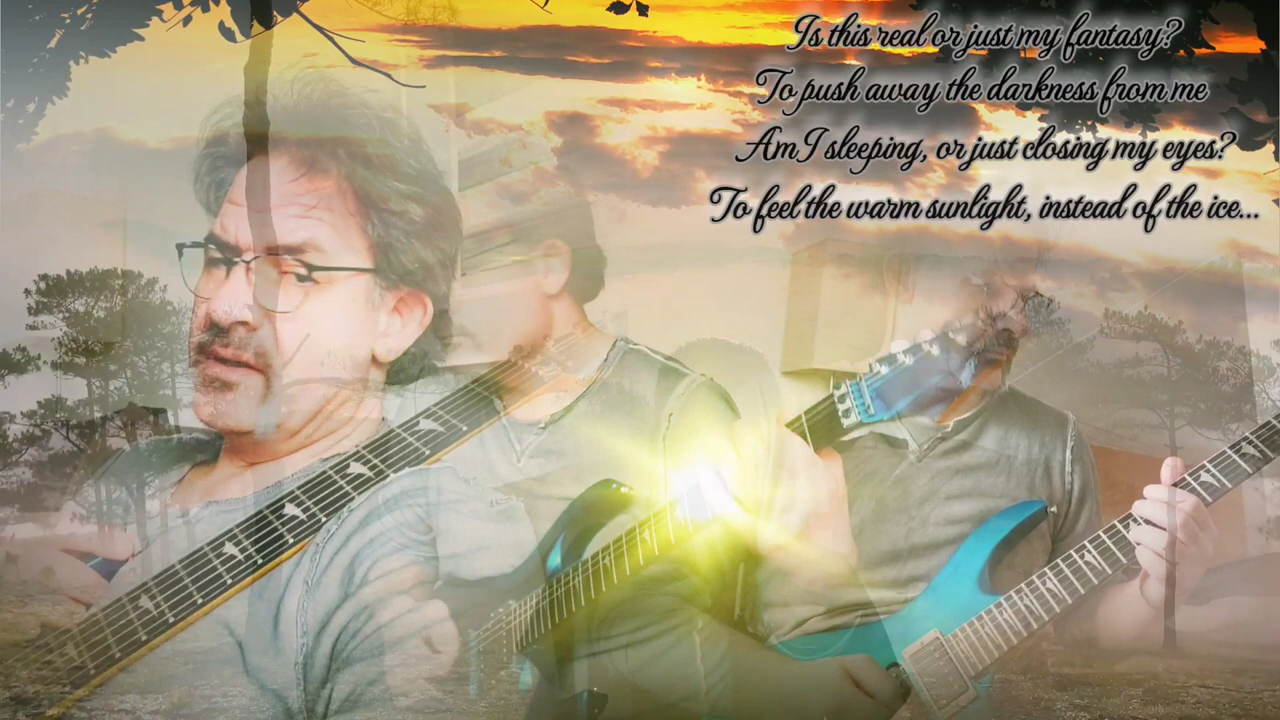 Is this real or just my fantasy?
To push away the darkness from me
Am I sleeping, or just closing my eyes?
To feel the warm sunlight, instead of the ice...